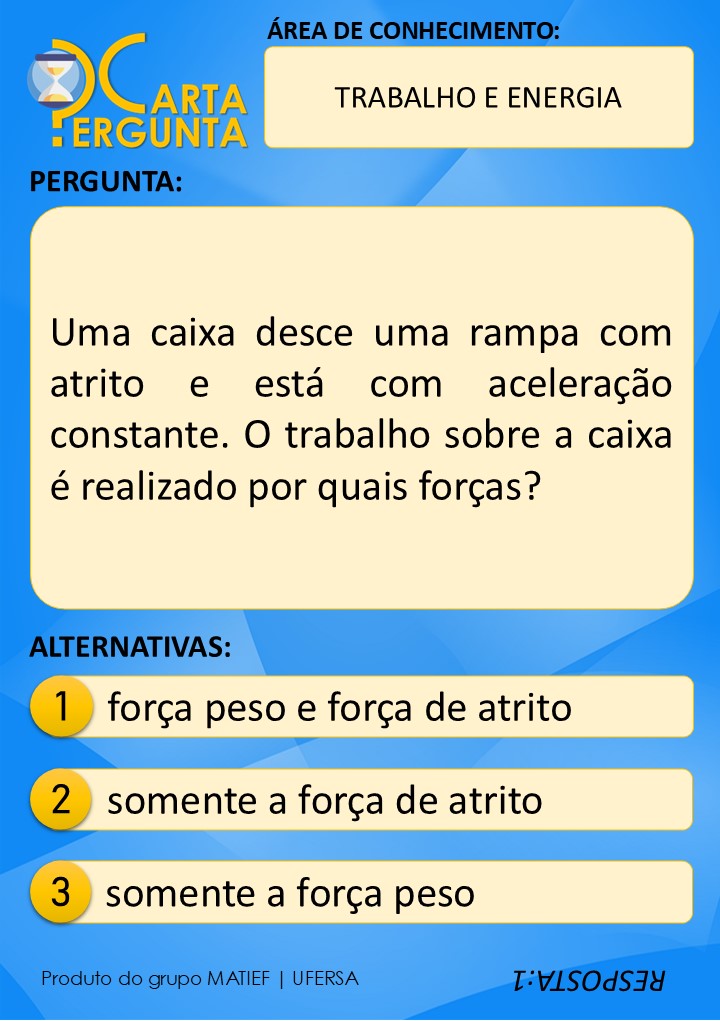 ÁREA DE CONHECIMENTO:
CARTA
PERGUNTA
TRABALHO E ENERGIA
PERGUNTA:
Uma caixa desce uma rampa com
atrito e está com aceleração
constante. O trabalho sobre a caixa
é realizado por quais forças?
ALTERNATIVAS:
1 força peso e força de atrito
2 somente a força de atrito
3 somente a força peso
Produto do grupo MATIEF | UFERSA
RESPOSTA:1